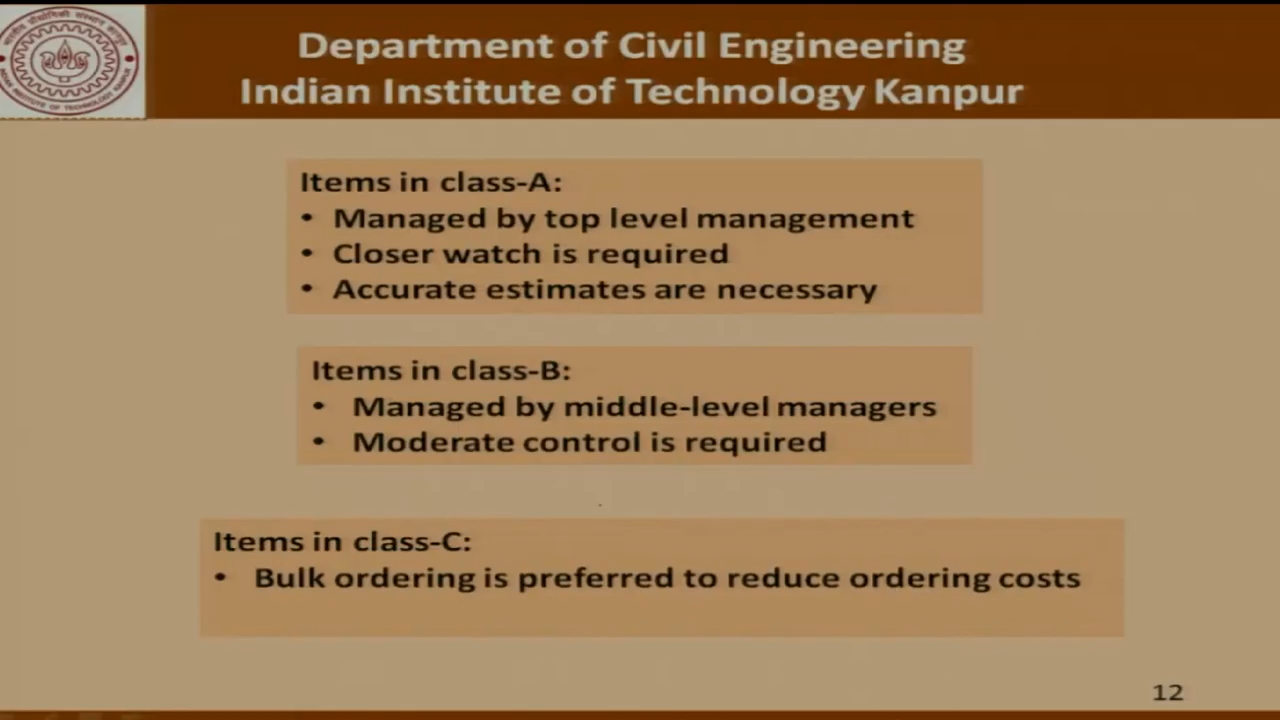 Department of Civil Engineering
Indian Institute of Technology Kanpur
Items in class-A:
• Managed by top level management
• Closer watch is required
• Accurate estimates are necessary
Items in class-B:
• Managed by middle-level managers
• Moderate control is required
Items in class-C:
• Bulk ordering is preferred to reduce ordering costs
12